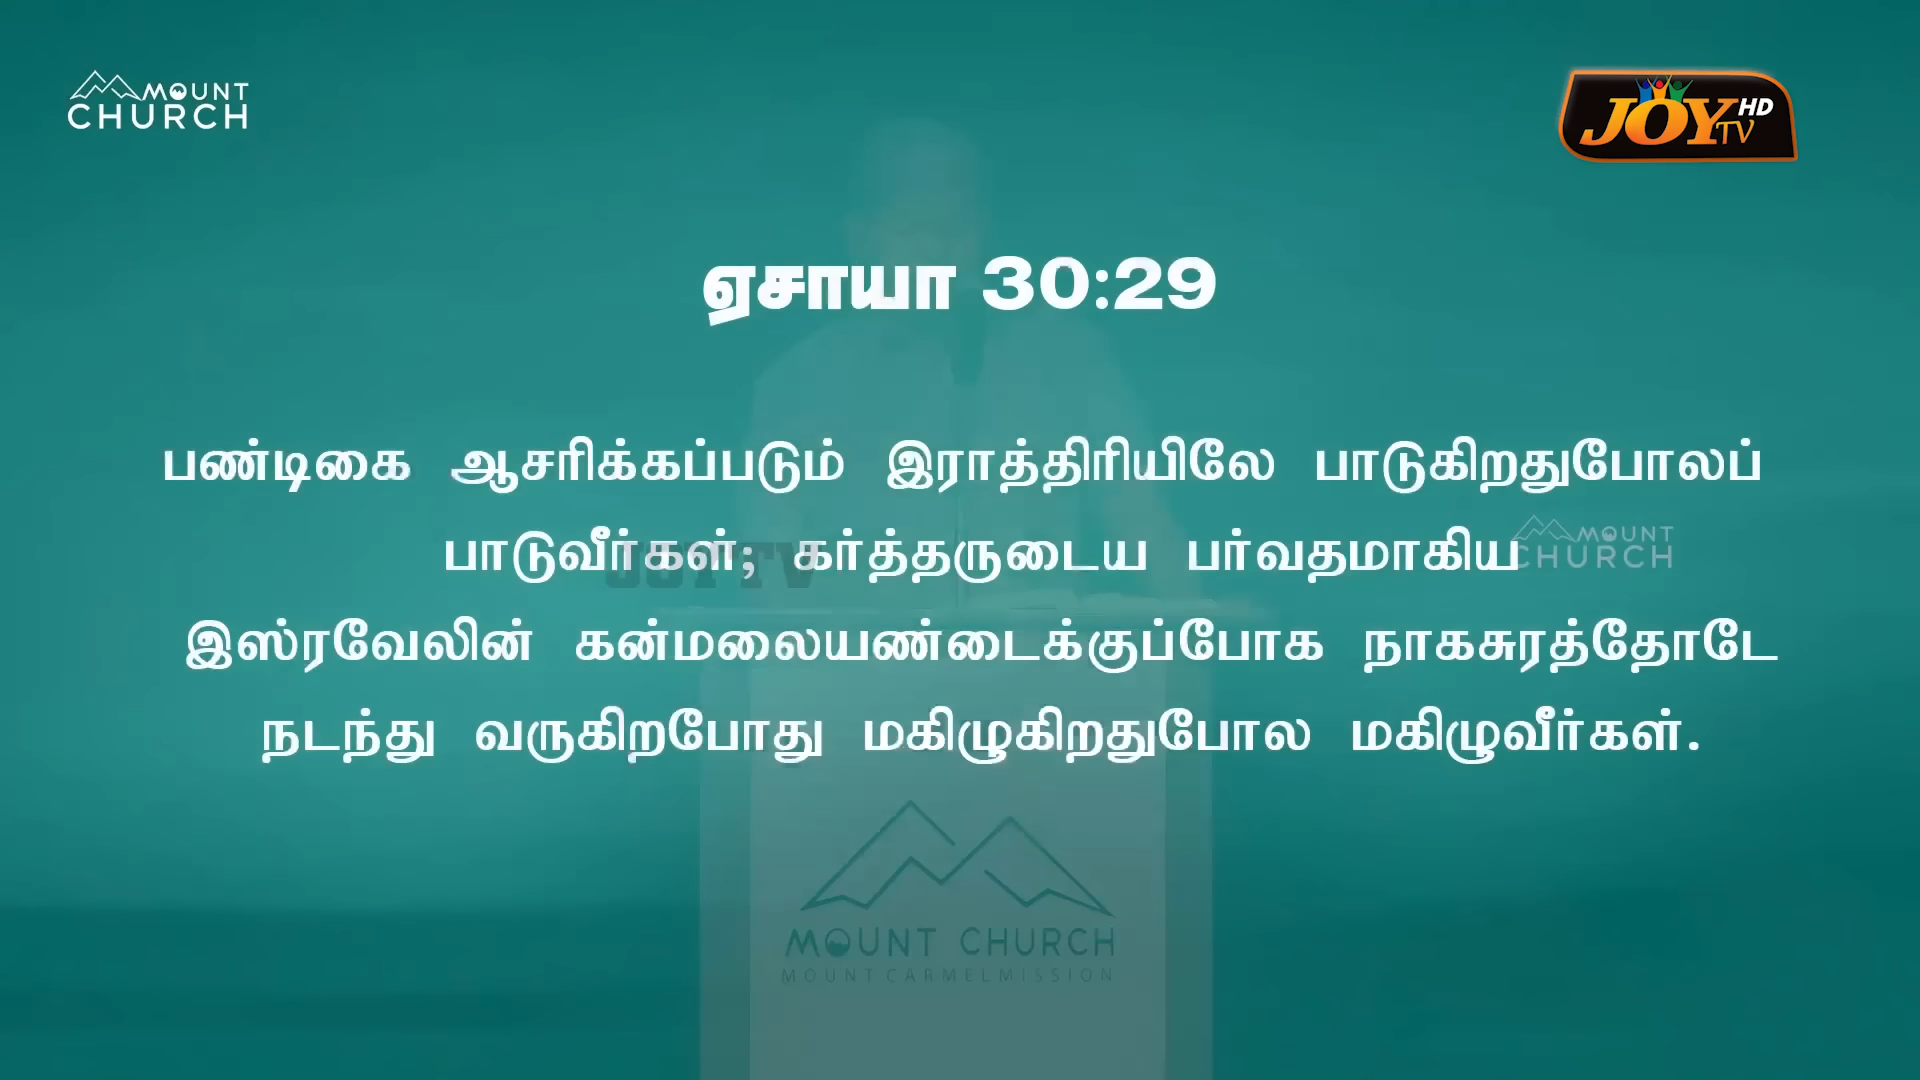 MOUNT
CHURCH
JOY TV HD
ஏசாயா 30:29
பண்டிகை ஆசரிக்கப்படும் இராத்திரியிலே பாடுகிறதுபோலப்
பாடுவீர்கள்; கர்த்தருடைய பர்வதமாகிய
இஸ்ரவேலின் கன்மலையண்டைக்குப்போக நாகசுரத்தோடே
நடந்து வருகிறபோது மகிழுகிறதுபோல மகிழுவீர்கள்.
JOY TV
MOUNT
CHURCH
MOUNT CHURCH
MOUNT CARMEL MISSION